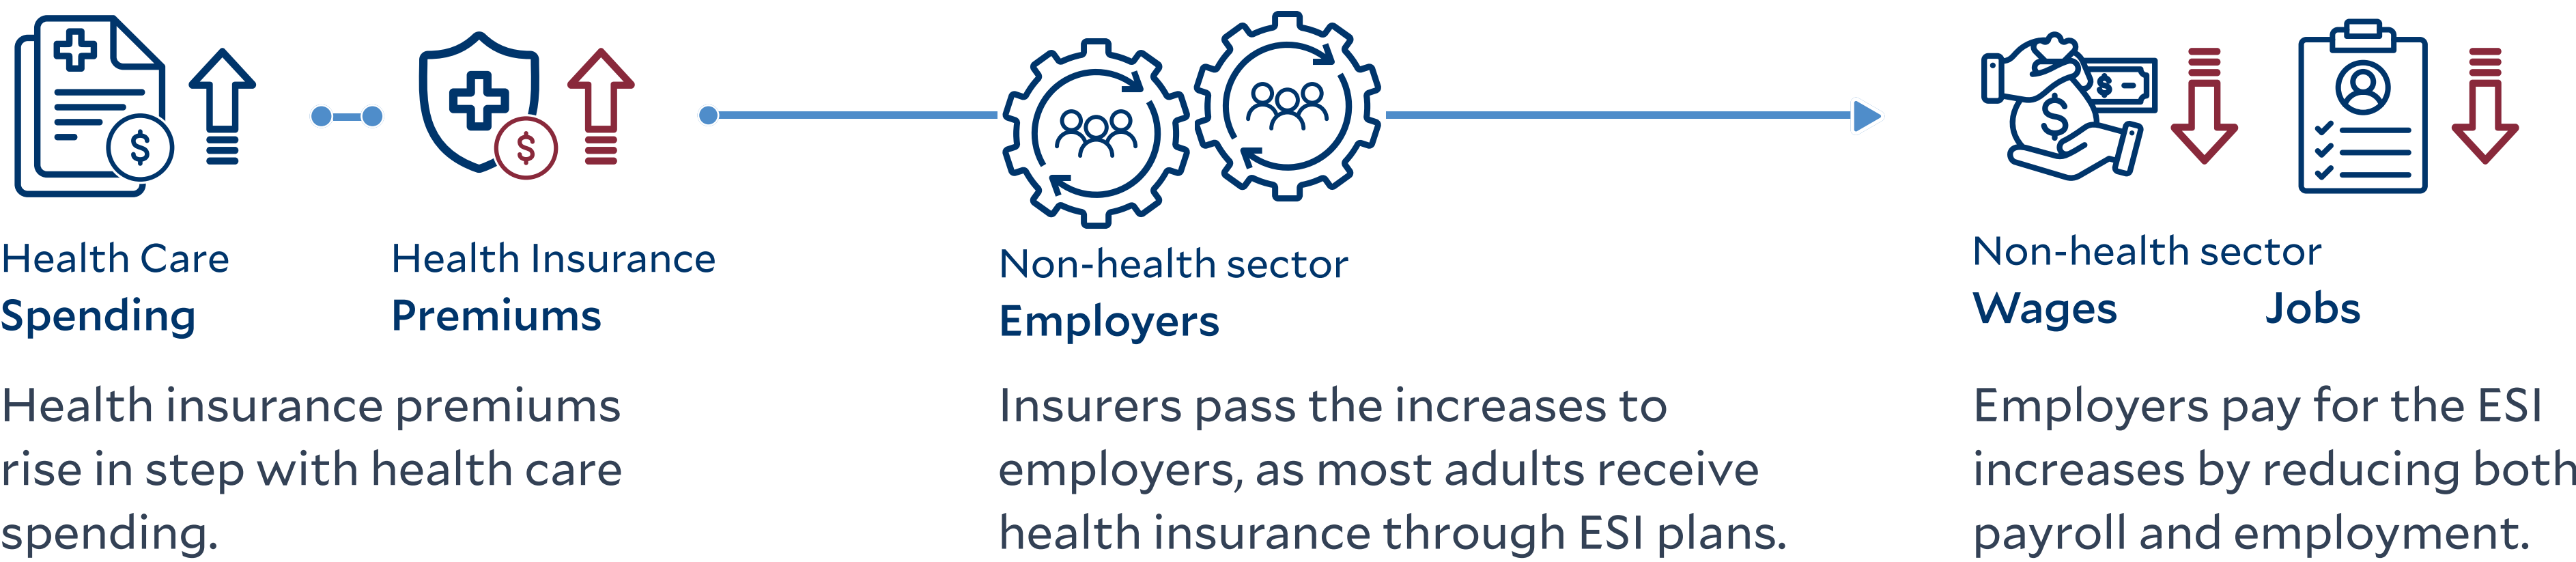 Health Care
Spending
Health insurance premiums
rise in step with health care
spending.
Health Insurance
Premiums
Non-health sector
Employers
Insurers pass the increases to
employers, as most adults receive
health insurance through ESI plans.
Non-health sector
Wages
Jobs
Employers pay for the ESI
increases by reducing both
payroll and employment.
$
$
$
$